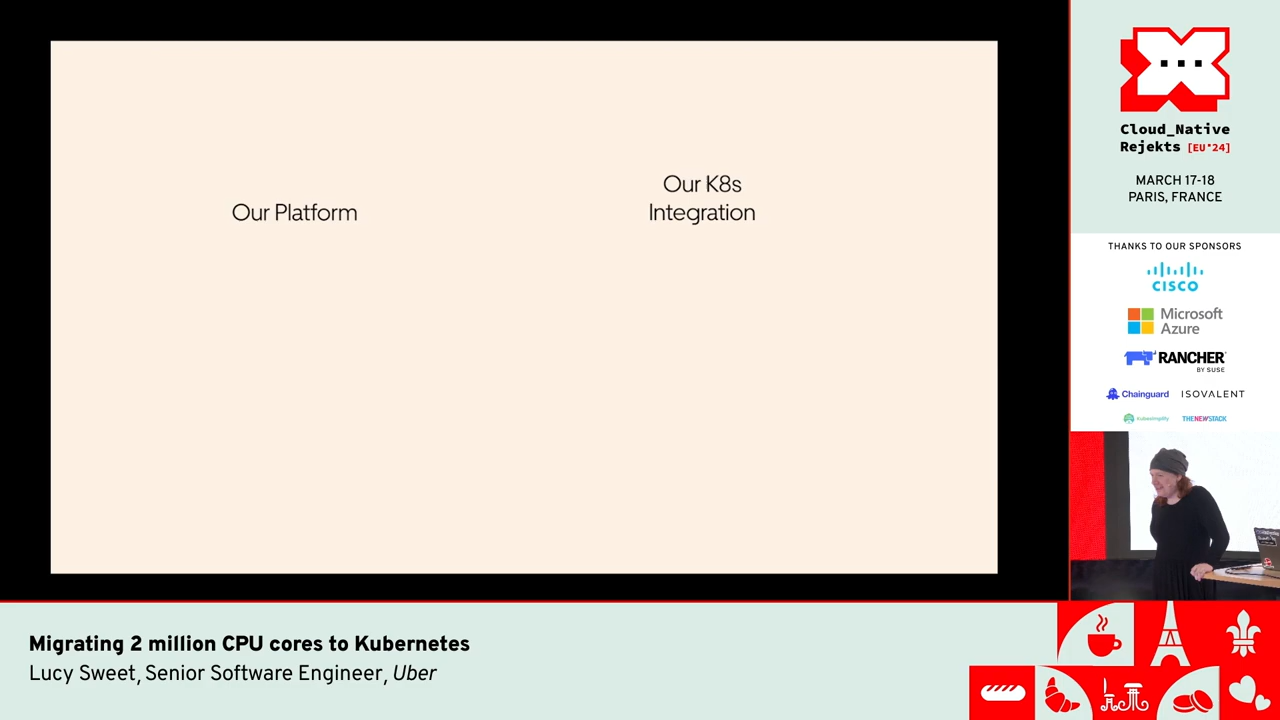 Our Platform
Our K8s
Integration
Cloud_Native
Rejekts [EU'24]
MARCH 17-18
PARIS, FRANCE
THANKS TO OUR SPONSORS
CISCO
Microsoft
Azure
RANCHER
BY SUSE
Chainguard
ISOVALENT
kubesimplify
THENEWSTACK
Migrating 2 million CPU cores to Kubernetes
Lucy Sweet, Senior Software Engineer, Uber